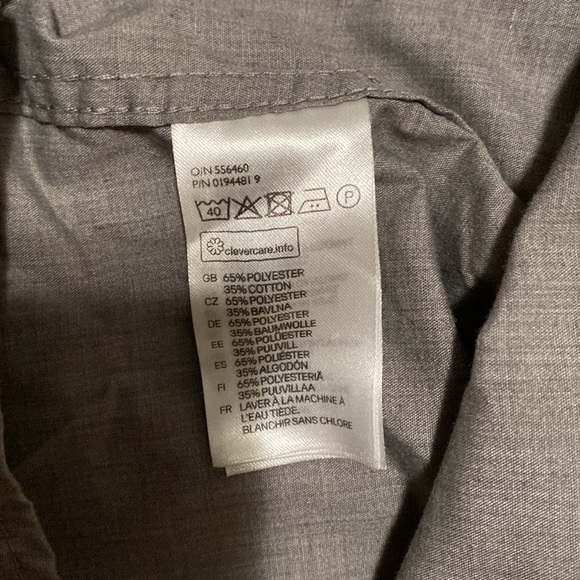 O/N 556460
P/N 0194481 9
40 P
clevercare.info
GB 65% POLYESTER
35% COTTON
CZ 65% POLYESTER
35% BAVLNA
DE 65% POLYESTER
35% BAUMWOLLE
EE 65% POLÜESTER
35% PUUVILL
ES 65% POLIÉSTER
35% ALGODÓN
FI 65% POLYESTERIÄ
35% PUUVILLAA
FR LAVER À LA MACHINE À
L'EAU TIÈDE.
BLANCHIR SANS CHLORE